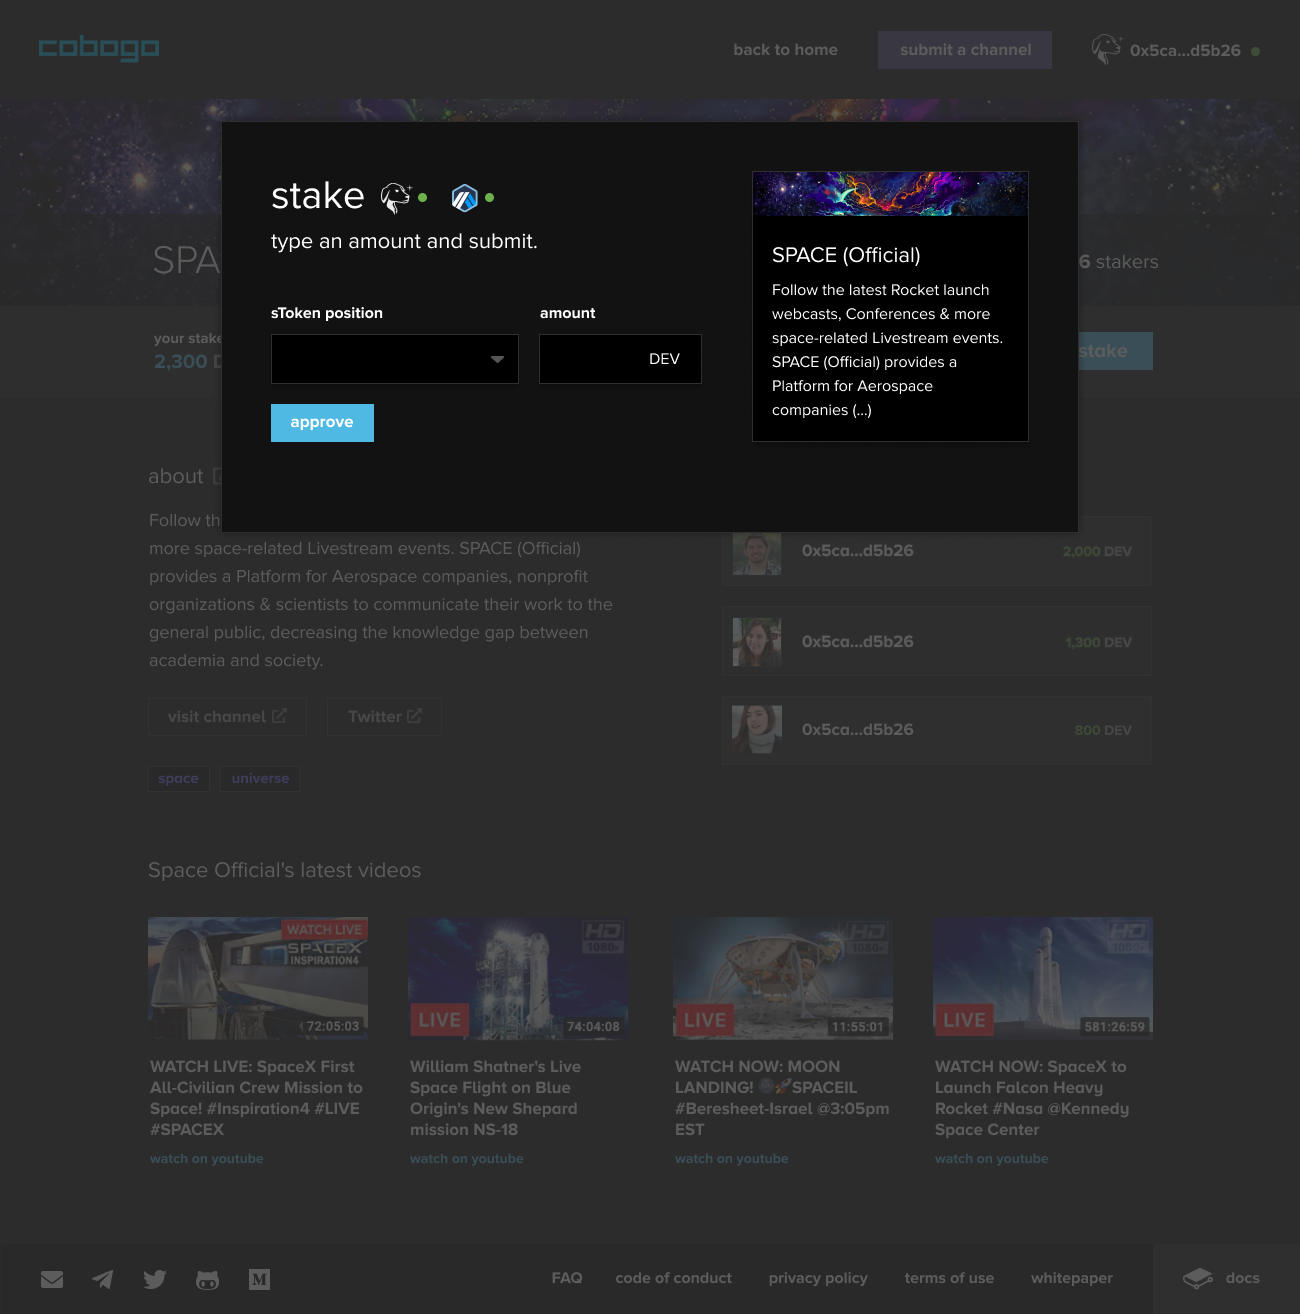 cobogo
back to home
submit a channel
0x5ca...d5b26
stake
type an amount and submit.
sToken position
amount
DEV
approve
SPACE (Official)
Follow the latest Rocket launch
webcasts, Conferences & more
space-related Livestream events.
SPACE (Official) provides a
Platform for Aerospace
companies (...)
SPA
6 stakers
your stake
2,300 D
stake
about
Follow th
more space-related Livestream events. SPACE (Official)
provides a Platform for Aerospace companies, nonprofit
organizations & scientists to communicate their work to the
general public, decreasing the knowledge gap between
academia and society.
visit channel
Twitter
space
universe
0x5ca...d5b26
2,000 DEV
0x5ca...d5b26
1,300 DEV
0x5ca...d5b26
800 DEV
Space Official's latest videos
WATCH LIVE
SPACEX
INSPIRATION4
72:05:03
WATCH LIVE: SpaceX First
All-Civilian Crew Mission to
Space! #Inspiration4 #LIVE
#SPACEX
watch on youtube
HD
1080p
LIVE
74:04:08
William Shatner's Live
Space Flight on Blue
Origin's New Shepard
mission NS-18
watch on youtube
HD
1080p
LIVE
11:55:01
WATCH NOW: MOON
LANDING! 🌑🚀SPACEIL
#Beresheet-Israel @3:05pm
EST
watch on youtube
HD
1080p
LIVE
581:26:59
WATCH NOW: SpaceX to
Launch Falcon Heavy
Rocket #Nasa @Kennedy
Space Center
watch on youtube
M
FAQ
code of conduct
privacy policy
terms of use
whitepaper
docs